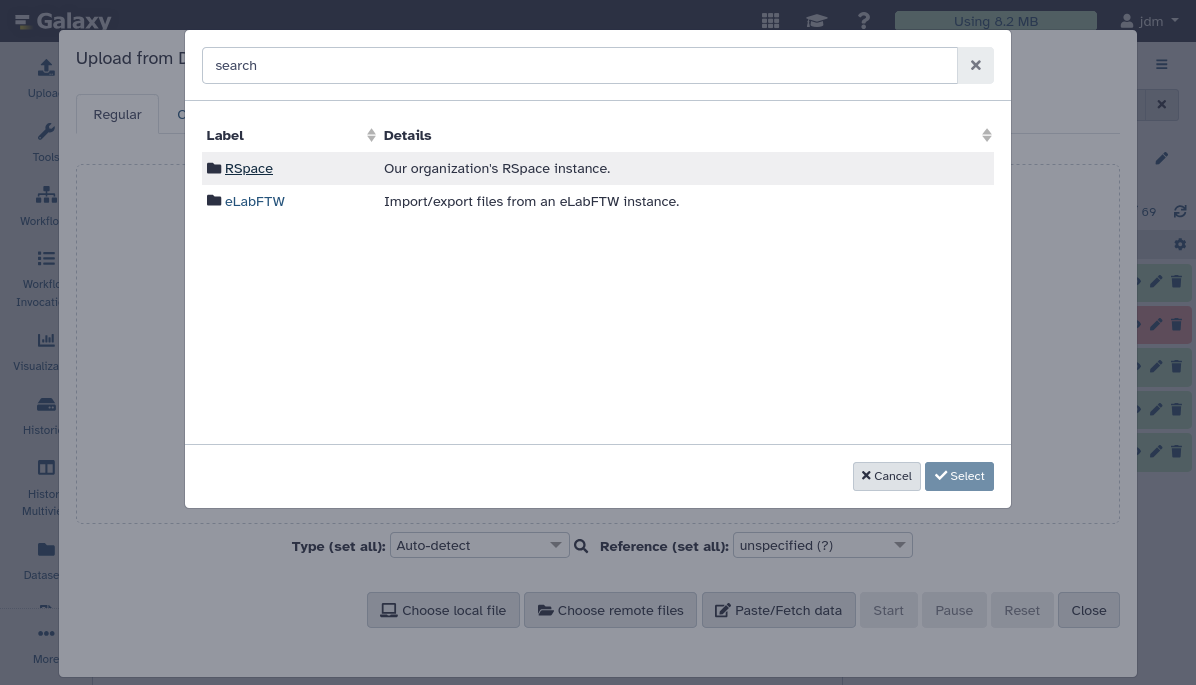 Galaxy
Using 8.2 MB
jdm
Upload from D
search
Uploa
Regular
C
Label
Details
Tools
RSpace
Our organization's RSpace instance.
eLabFTW
Import/export files from an eLabFTW instance.
69
Workflo
Workflo
Invocati
Visualiza
Histori
Cancel
Select
Histor
Multivie
Type (set all):
Auto-detect
Reference (set all):
unspecified (?)
Datase
Choose local file
Choose remote files
Paste/Fetch data
Start
Pause
Reset
Close
More